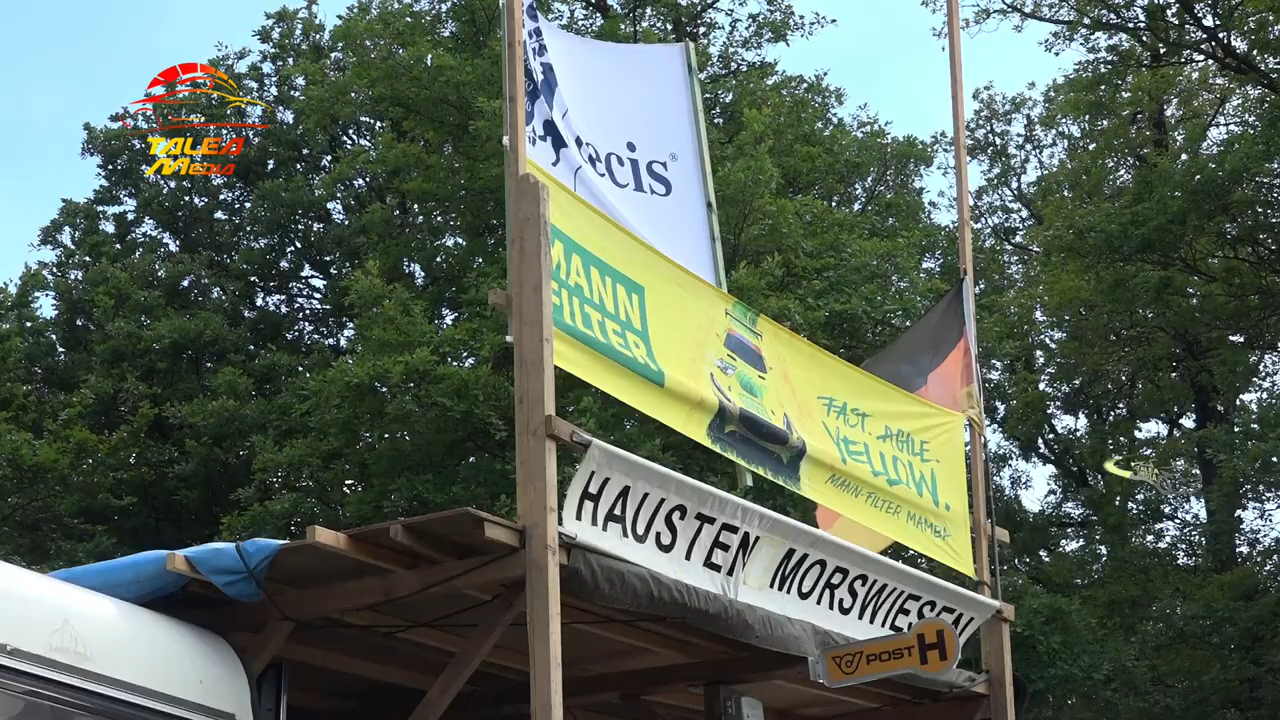 TALEA
MEDIA
ecis®
MANN
FILTER
FAST. AGILE.
YELLOW.
MANN-FILTER MAMBA
HAUSTEN MORSWIESEN
POST H